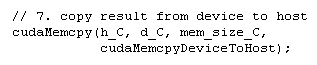 // 7. copy result from device to host
cudaMemcpy(h_C, d_C, mem_size_C,
cudaMemcpyDeviceToHost);